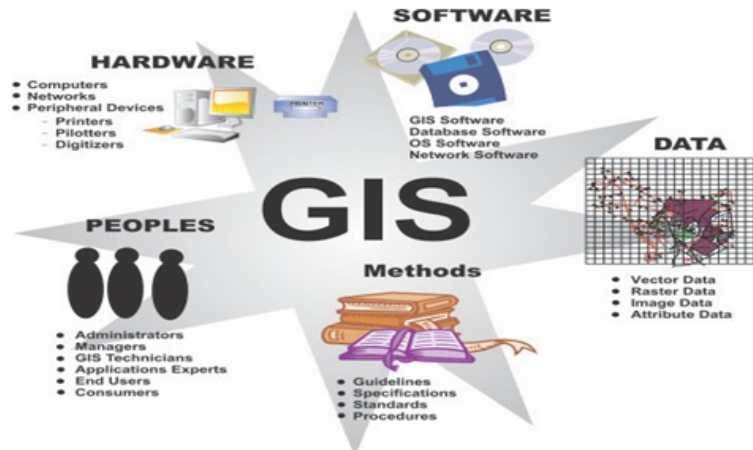 SOFTWARE
HARDWARE
● Computers
● Networks
● Peripheral Devices
- Printers
- Pilotters
- Digitizers
PRINTER
GIS Software
Database Software
OS Software
Network Software
DATA
● Vector Data
● Raster Data
● Image Data
● Attribute Data
GIS
PEOPLES
● Administrators
● Managers
● GIS Technicians
● Applications Experts
● End Users
● Consumers
Methods
● Guidelines
● Specifications
● Standards
● Procedures